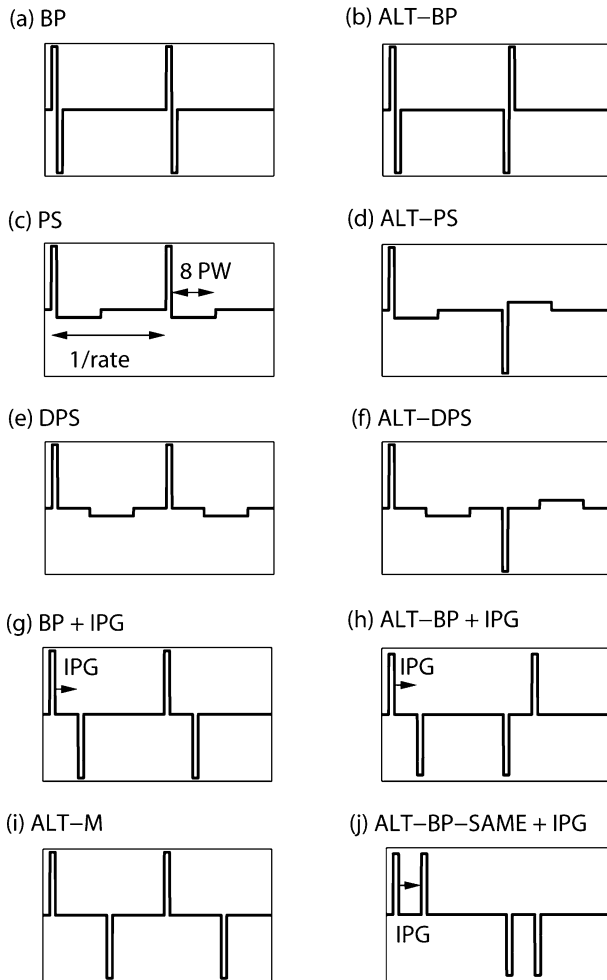 (a) BP
(b) ALT–BP
(c) PS
(d) ALT–PS
8 PW
1/rate
(e) DPS
(f) ALT–DPS
(g) BP + IPG
(h) ALT–BP + IPG
IPG
IPG
(i) ALT–M
(j) ALT–BP–SAME + IPG
IPG